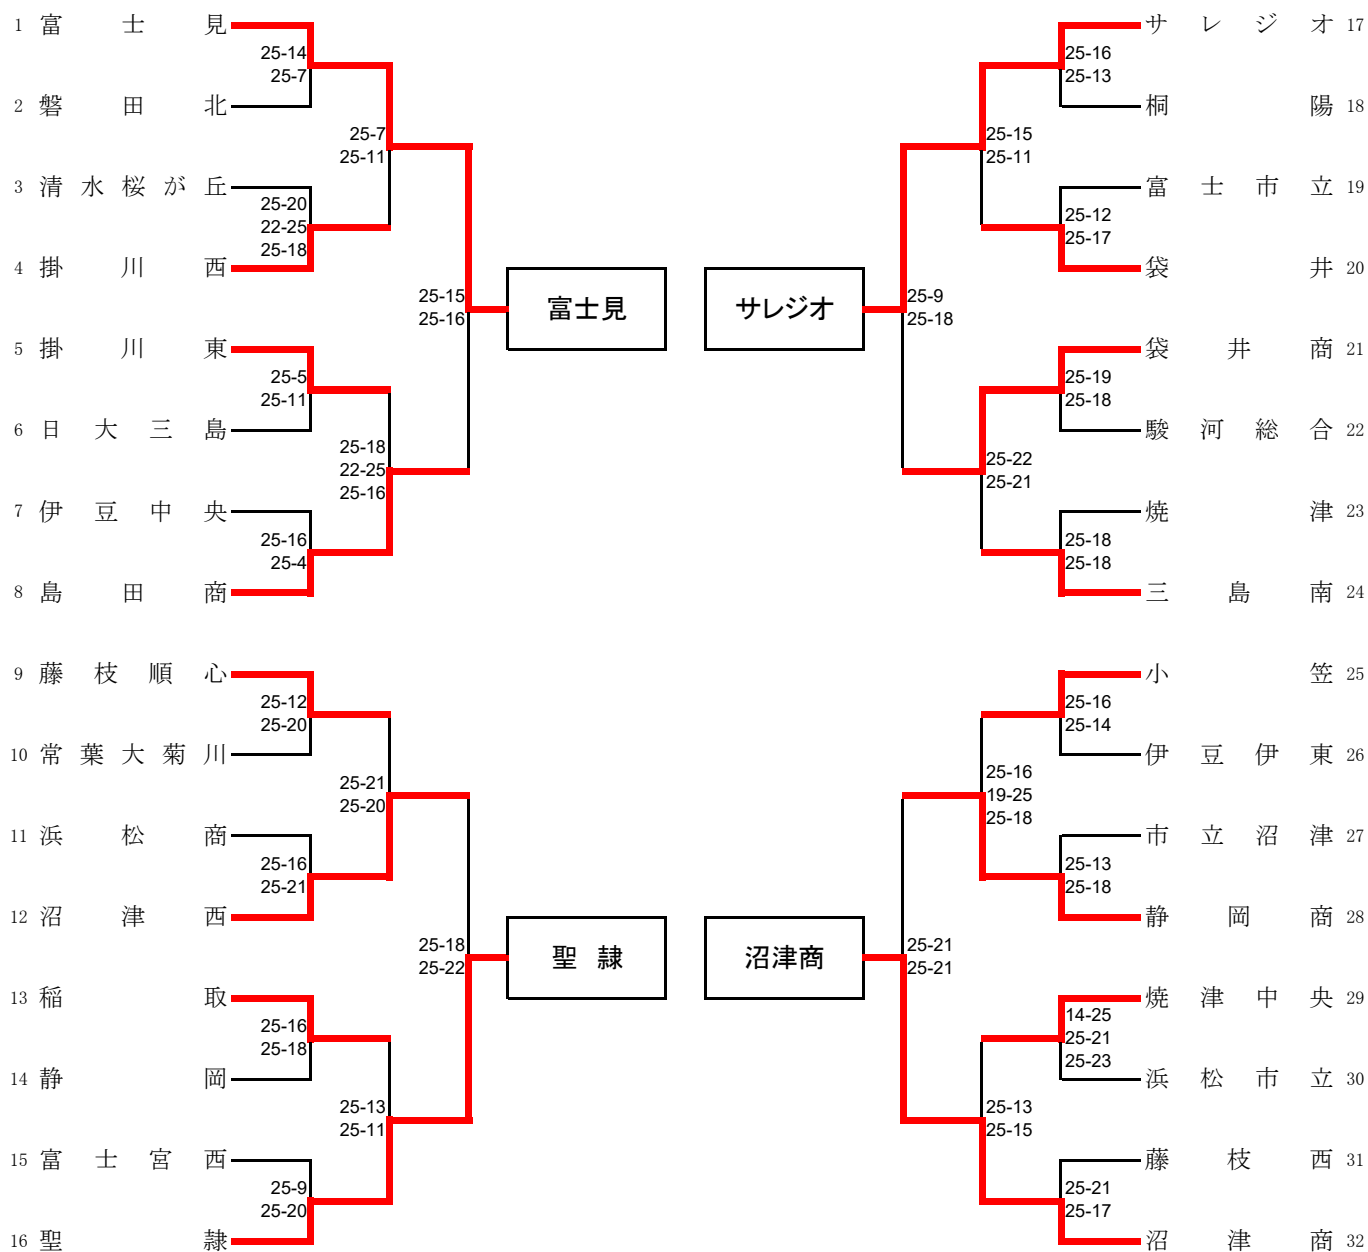 1 富士見
25-14
25-7
2 磐田北
25-7
25-11
3 清水桜が丘
25-20
22-25
25-18
4 掛川西
25-15
25-16
富士見
5 掛川東
25-5
25-11
6 日大三島
25-18
22-25
25-16
7 伊豆中央
25-16
25-4
8 島田商
9 藤枝順心
25-12
25-20
10 常葉大菊川
25-21
25-20
11 浜松商
25-16
25-21
12 沼津西
25-18
25-22
聖 隷
13 稲取
25-16
25-18
14 静岡
25-13
25-11
15 富士宮西
25-9
25-20
16 聖隷
サレジオ 17
25-16
25-13
桐陽 18
25-15
25-11
富士市立 19
25-12
25-17
袋井 20
サレジオ
25-9
25-18
袋井商 21
25-19
25-18
駿河総合 22
25-22
25-21
焼津 23
25-18
25-18
三島南 24
小笠 25
25-16
25-14
伊豆伊東 26
25-16
19-25
25-18
市立沼津 27
25-13
25-18
静岡商 28
沼津商
25-21
25-21
焼津中央 29
14-25
25-21
25-23
浜松市立 30
25-13
25-15
藤枝西 31
25-21
25-17
沼津商 32